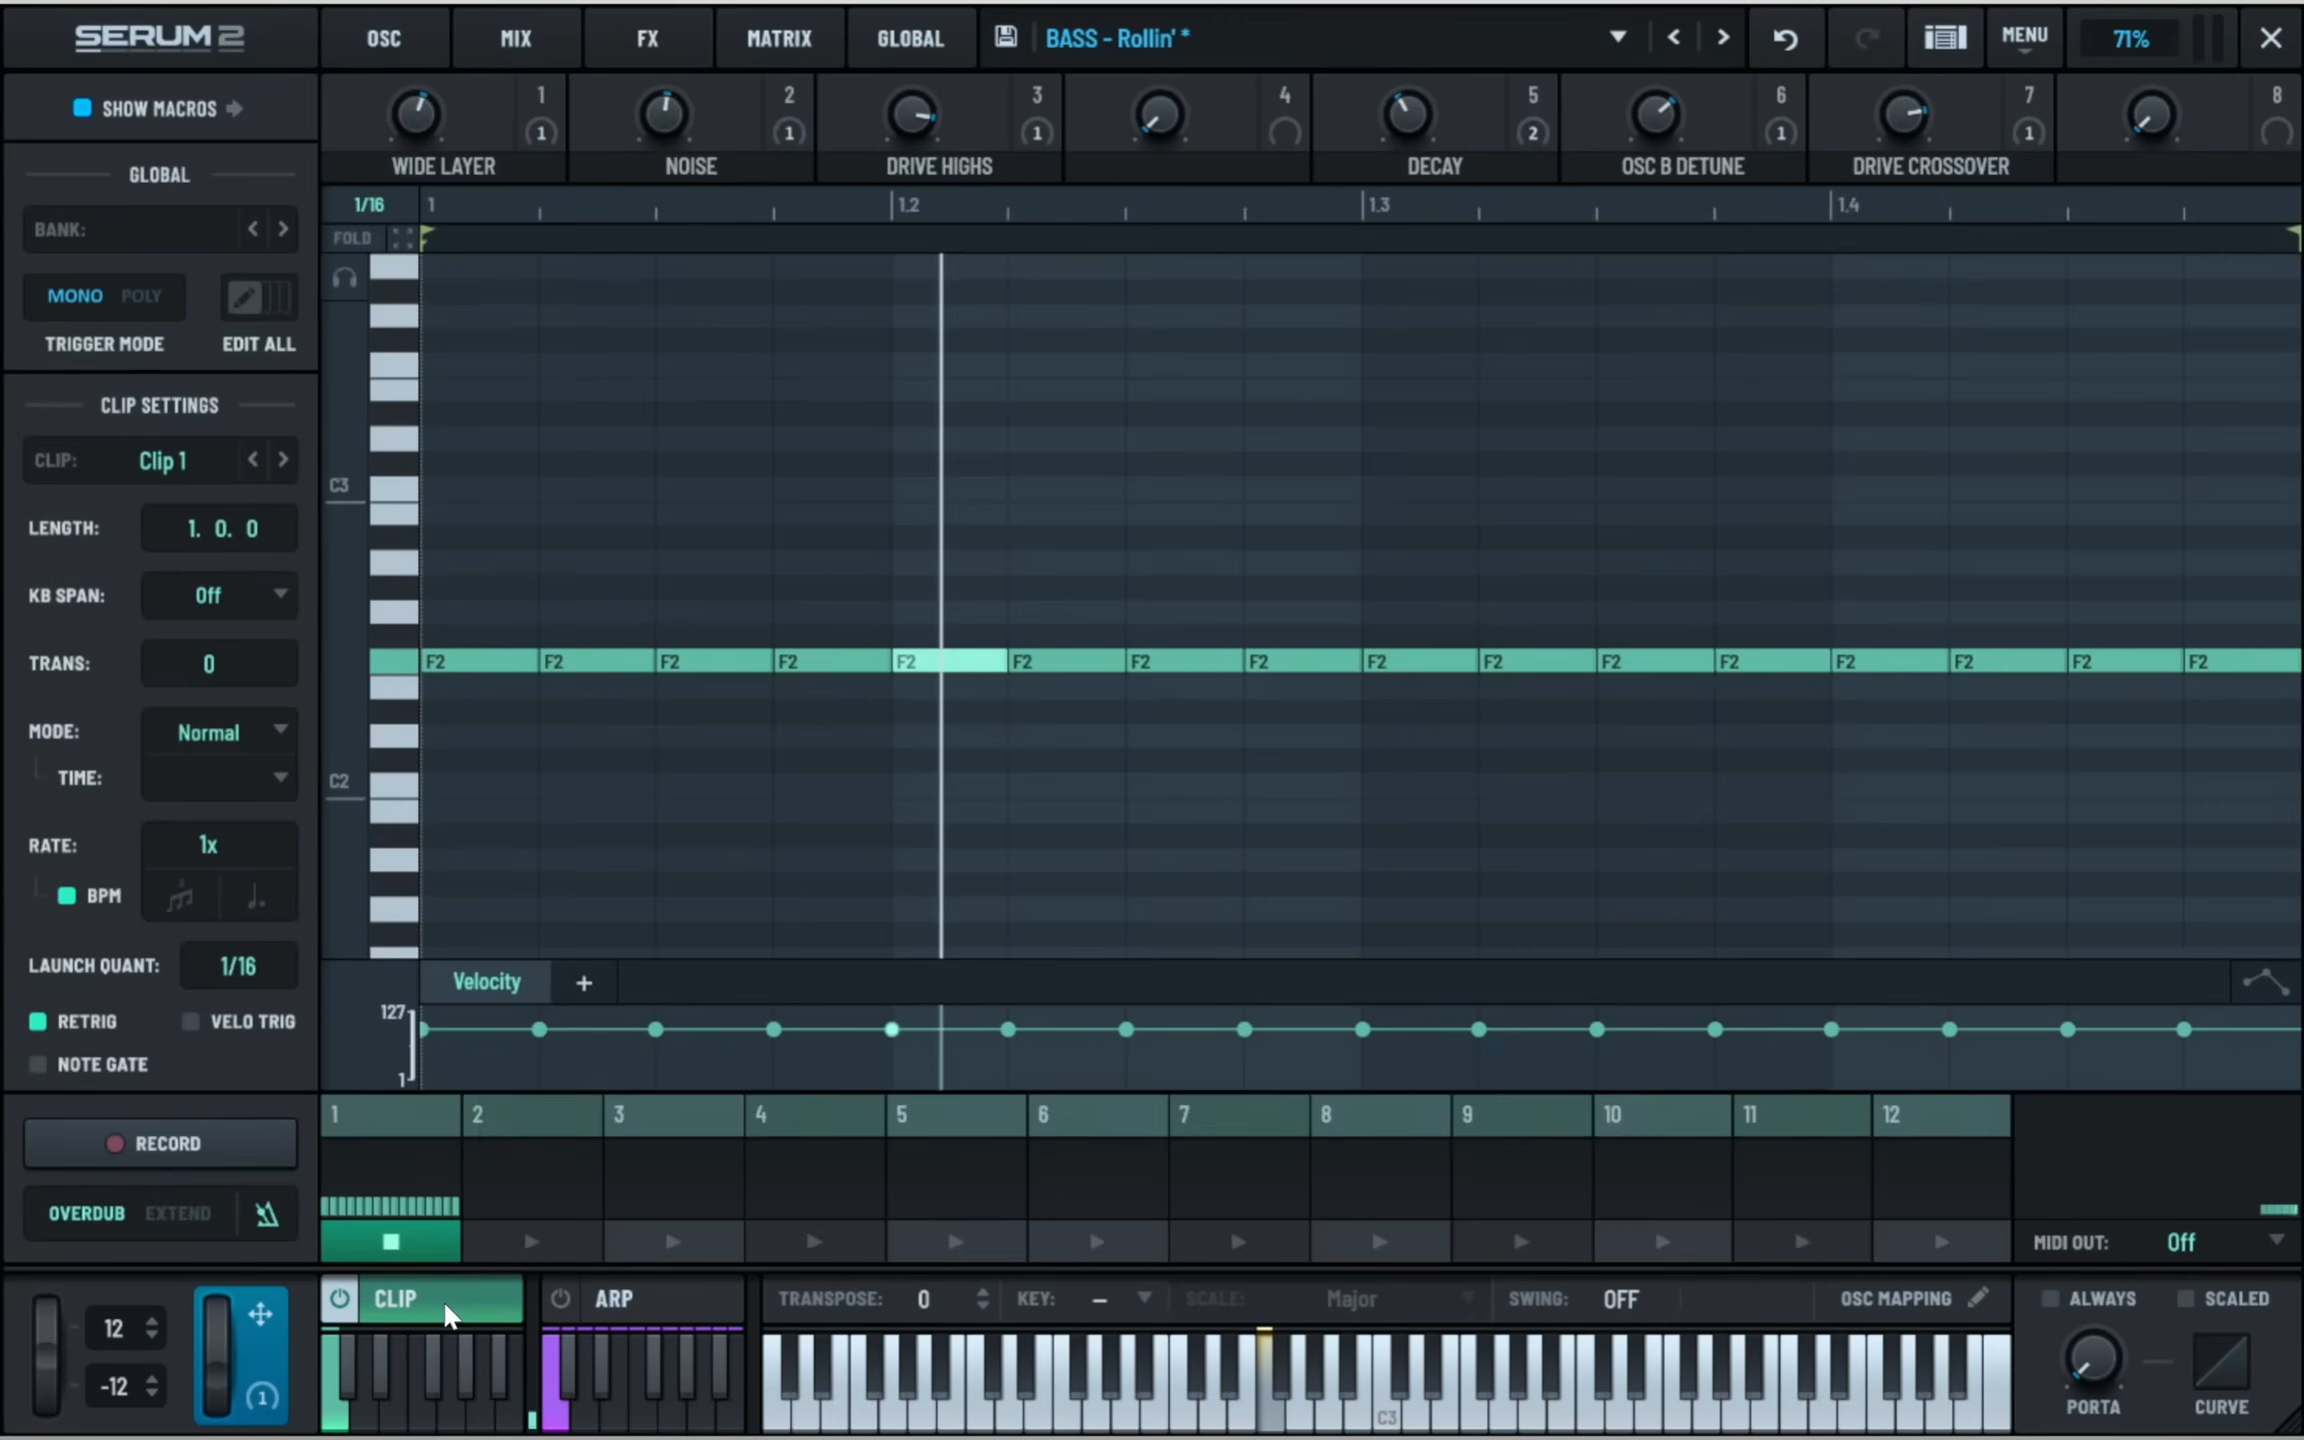 SERUM 2
OSC
MIX
FX
MATRIX
GLOBAL
BASS - Rollin' *
MENU
71%
SHOW MACROS
1
1
WIDE LAYER
2
1
NOISE
3
1
DRIVE HIGHS
4
5
2
DECAY
6
1
OSC B DETUNE
7
1
DRIVE CROSSOVER
8
GLOBAL
BANK:
MONO POLY
TRIGGER MODE
EDIT ALL
CLIP SETTINGS
CLIP: Clip 1
LENGTH: 1. 0. 0
KB SPAN: Off
TRANS: 0
MODE: Normal
TIME:
RATE: 1x
BPM
LAUNCH QUANT: 1/16
RETRIG VELO TRIG
NOTE GATE
1/16 1 1.2 1.3 1.4
FOLD
C3
F2 F2 F2 F2 F2 F2 F2 F2 F2 F2 F2 F2 F2 F2 F2 F2
C2
Velocity +
127
1
RECORD
OVERDUB EXTEND
1 2 3 4 5 6 7 8 9 10 11 12
MIDI OUT: Off
12
-12
1
CLIP
ARP
TRANSPOSE: 0 KEY: – SCALE: Major SWING: OFF OSC MAPPING
C3
ALWAYS SCALED
PORTA CURVE